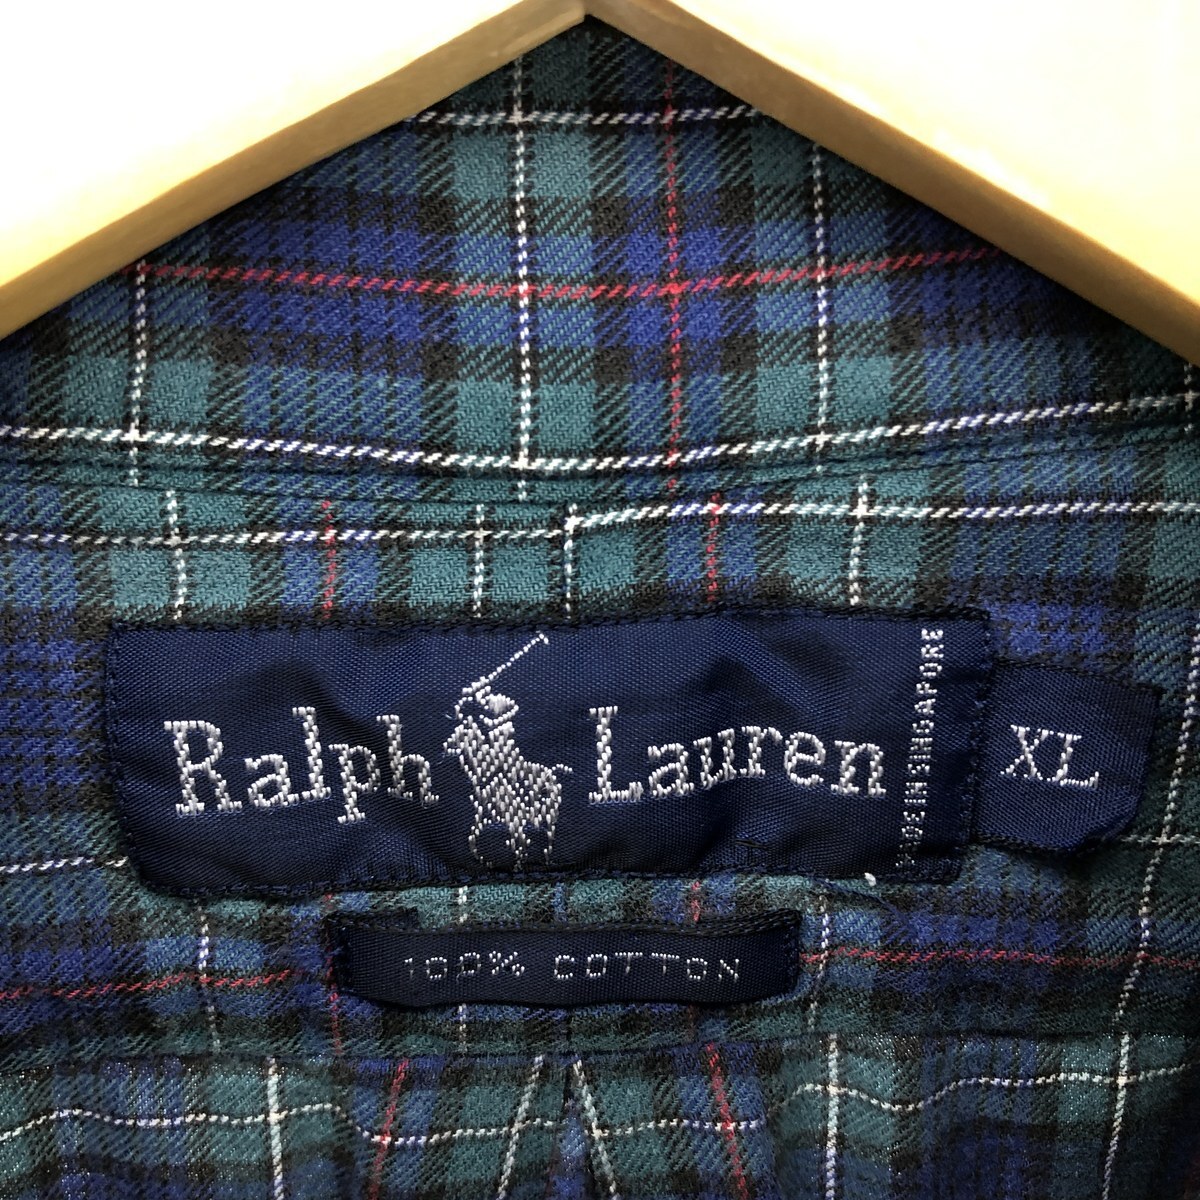 Ralph Lauren
MADE IN SINGAPORE
XL
100% COTTON